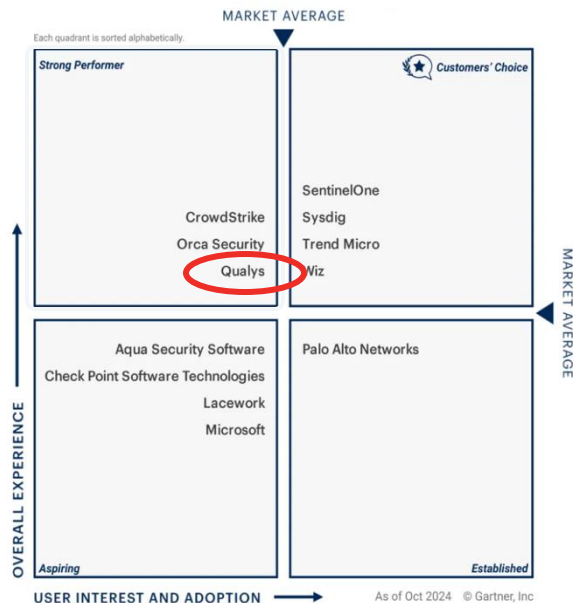 MARKET AVERAGE
Each quadrant is sorted alphabetically.
Strong Performer
Customers' Choice
CrowdStrike
Orca Security
Qualys
SentinelOne
Sysdig
Trend Micro
Wiz
MARKET AVERAGE
Aqua Security Software
Check Point Software Technologies
Lacework
Microsoft
Palo Alto Networks
OVERALL EXPERIENCE
Aspiring
Established
USER INTEREST AND ADOPTION
As of Oct 2024 © Gartner, Inc